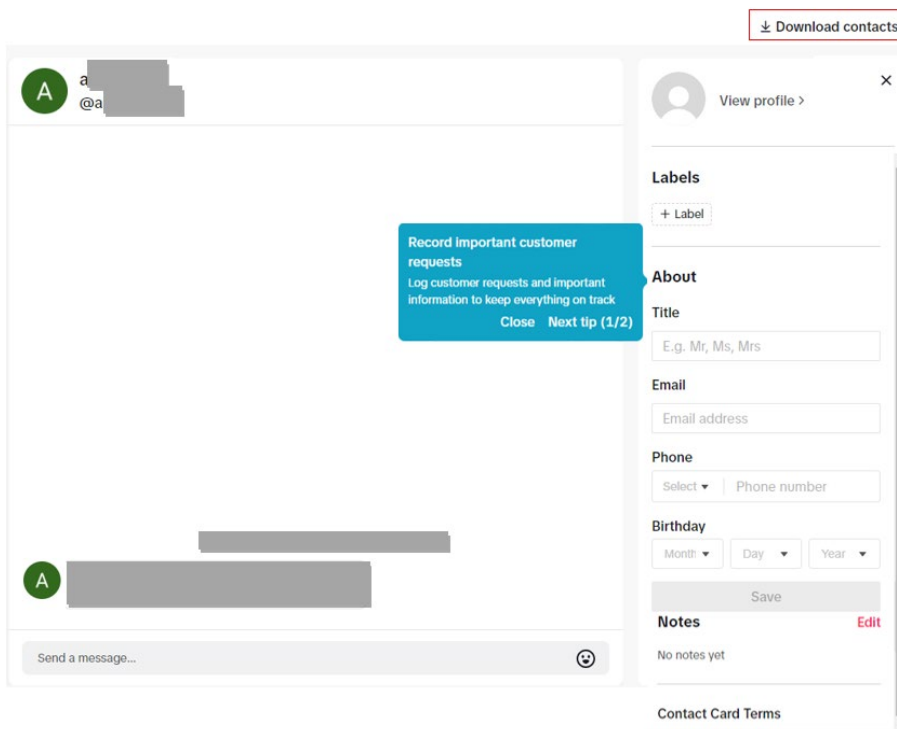 Download contacts
A
a
@a
View profile >
Labels
+ Label
Record important customer
requests
Log customer requests and important
information to keep everything on track
Close Next tip (1/2)
About
Title
E.g. Mr, Ms, Mrs
Email
Email address
Phone
Select Phone number
Birthday
Month Day Year
Save
Notes Edit
No notes yet
Contact Card Terms
A
Send a message...